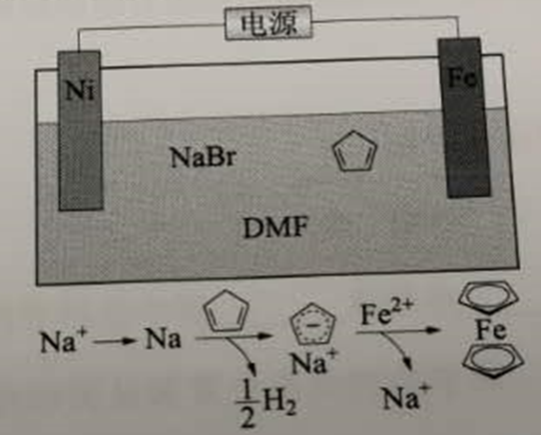 电源
Ni
Fe
NaBr
DMF
Na⁺ → Na → Na⁺ Fe²⁺ → Fe
½H₂ Na⁺